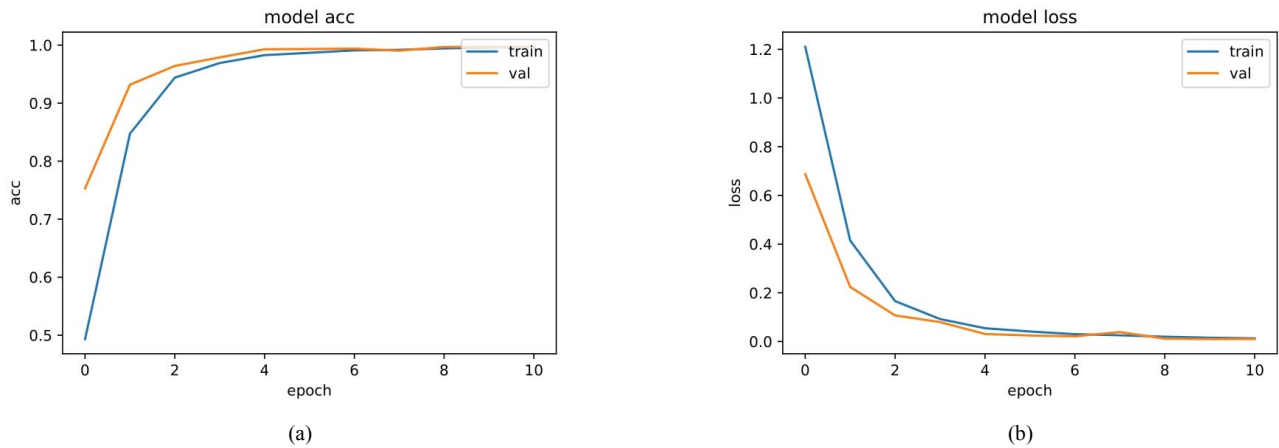 model acc
1.0
0.9
0.8
0.7
0.6
0.5
acc
train
val
0 2 4 6 8 10
epoch
(a)
model loss
1.2
1.0
0.8
0.6
0.4
0.2
0.0
loss
train
val
0 2 4 6 8 10
epoch
(b)